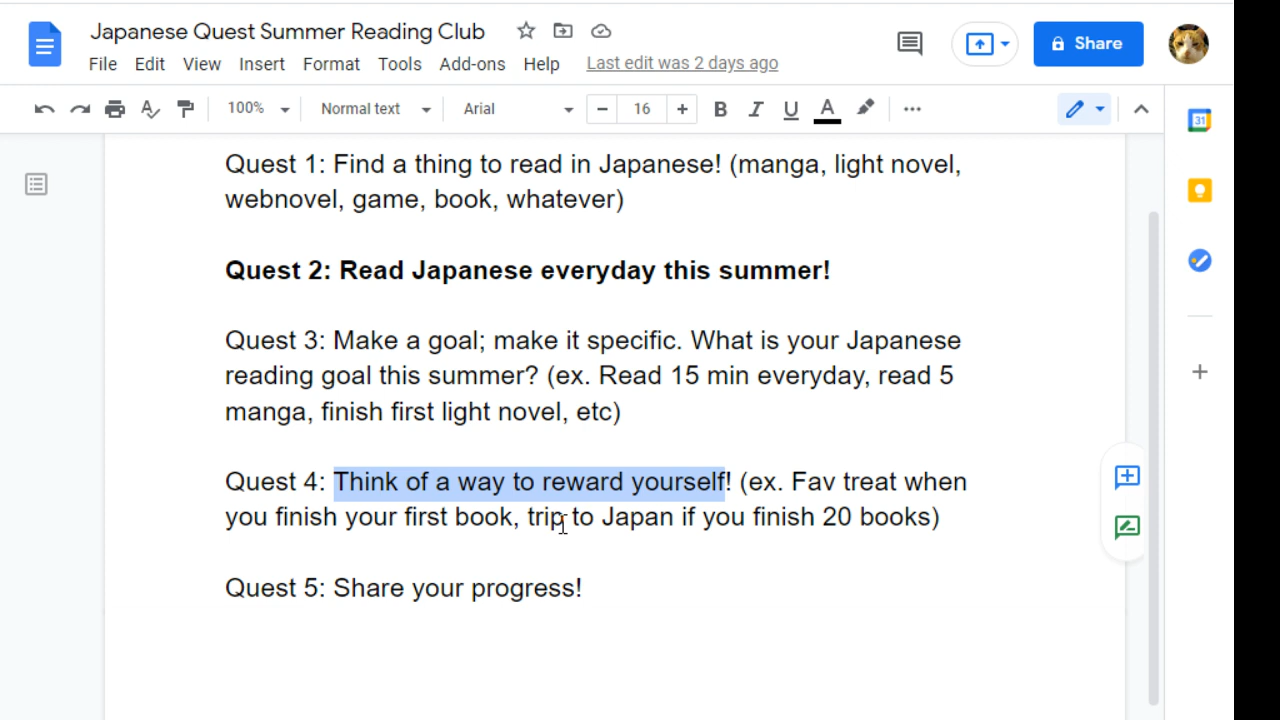 Japanese Quest Summer Reading Club
File Edit View Insert Format Tools Add-ons Help Last edit was 2 days ago
Share
100% Normal text Arial 16 B I U A
31
Quest 1: Find a thing to read in Japanese! (manga, light novel,
webnovel, game, book, whatever)
Quest 2: Read Japanese everyday this summer!
Quest 3: Make a goal; make it specific. What is your Japanese
reading goal this summer? (ex. Read 15 min everyday, read 5
manga, finish first light novel, etc)
Quest 4: Think of a way to reward yourself! (ex. Fav treat when
you finish your first book, trip to Japan if you finish 20 books)
Quest 5: Share your progress!